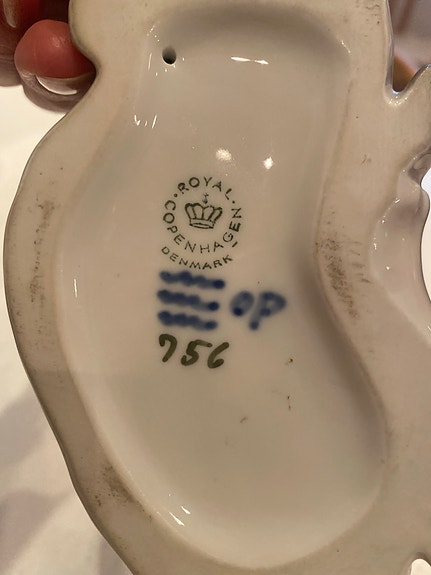 ROYAL
COPENHAGEN
DENMARK
OP
756